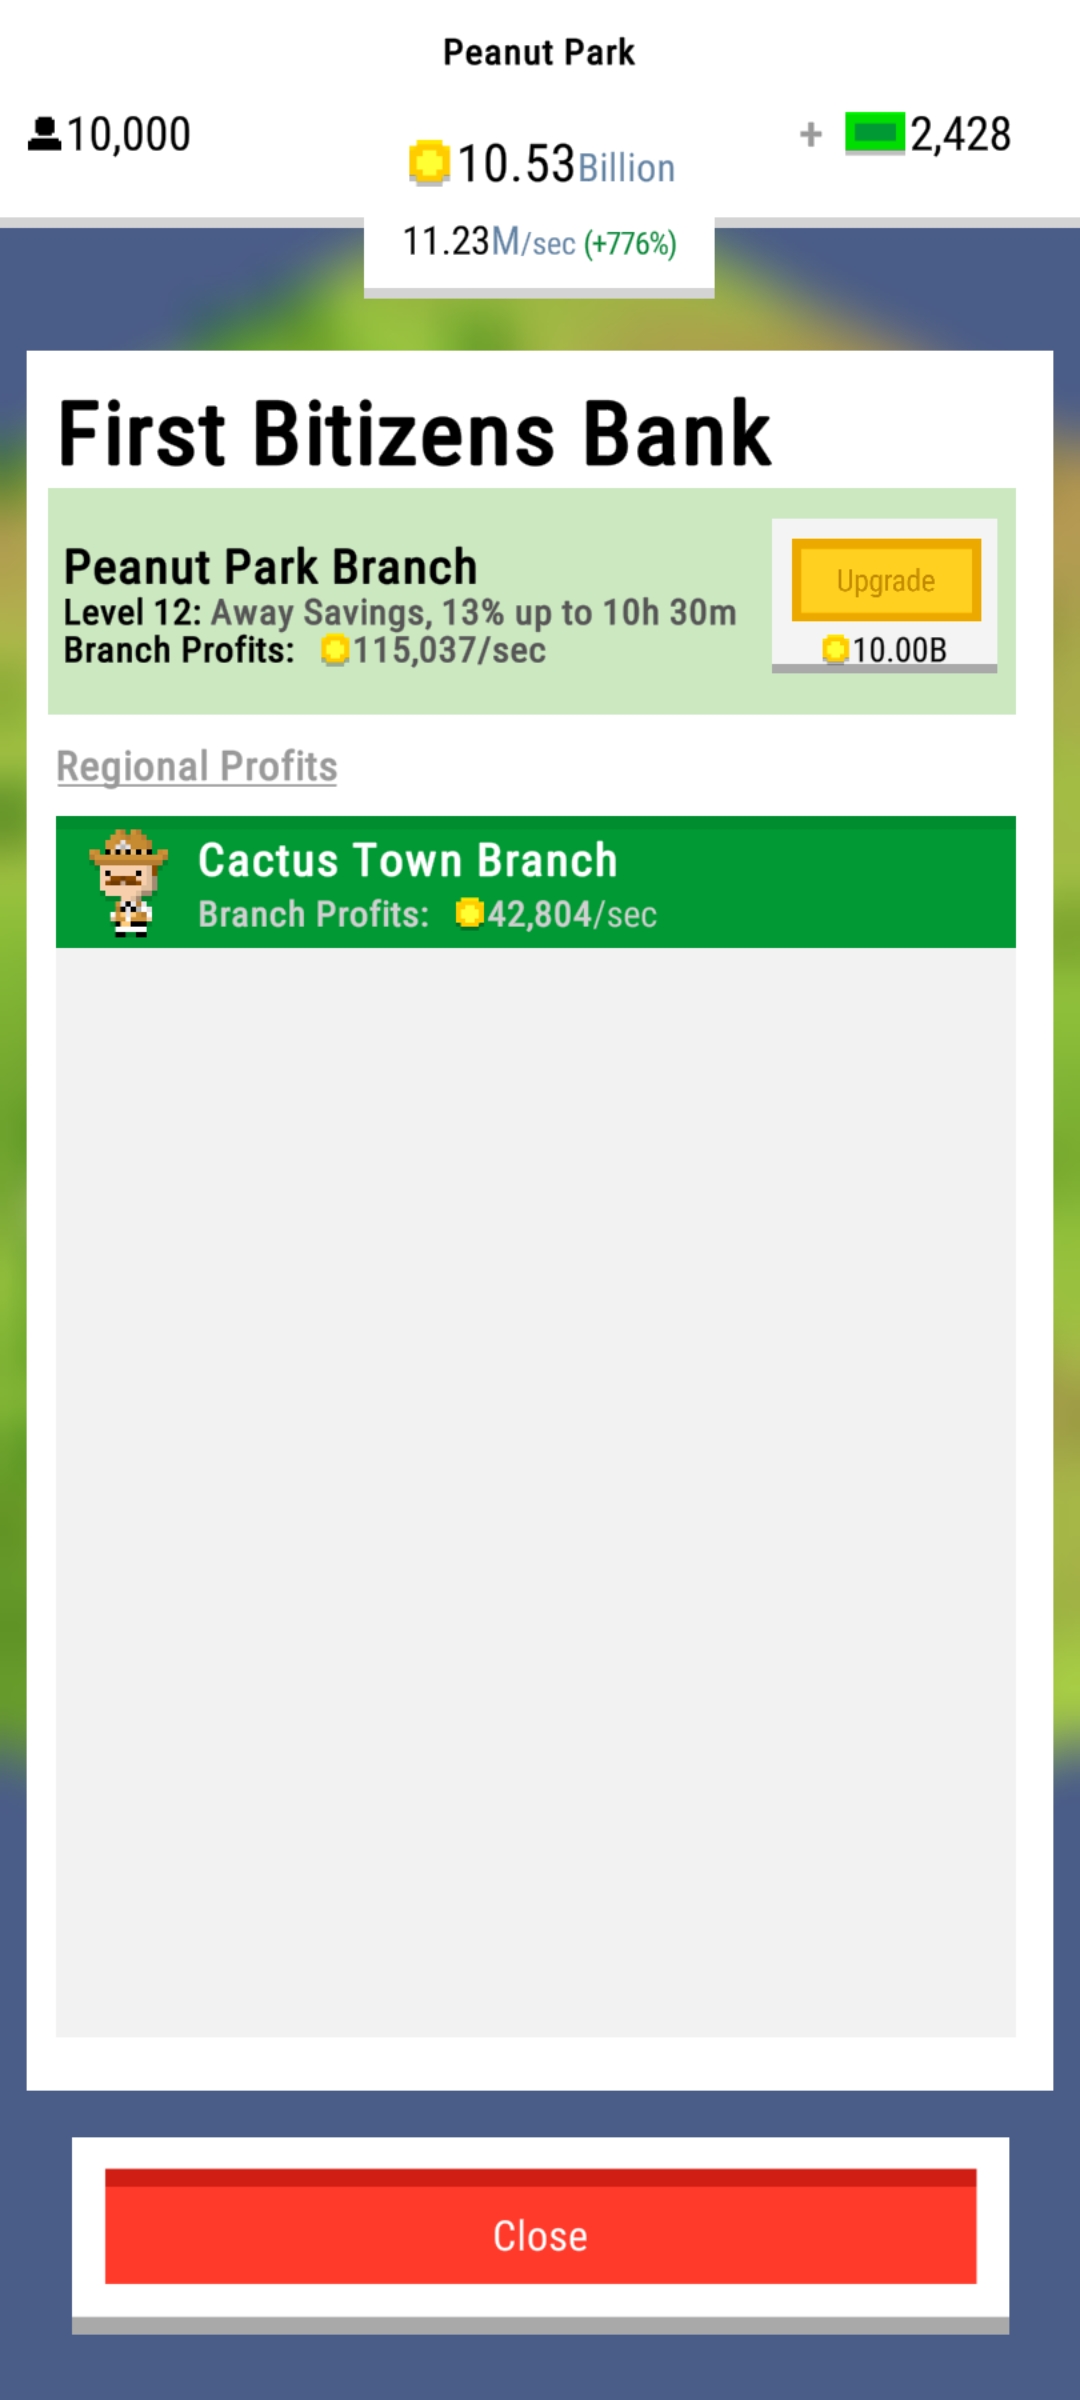 Peanut Park
10,000
10.53 Billion
+ 2,428
11.23M/sec (+776%)
First Bitizens Bank
Peanut Park Branch
Level 12: Away Savings, 13% up to 10h 30m
Branch Profits: 115,037/sec
Upgrade
10.00B
Regional Profits
Cactus Town Branch
Branch Profits: 42,804/sec
Close